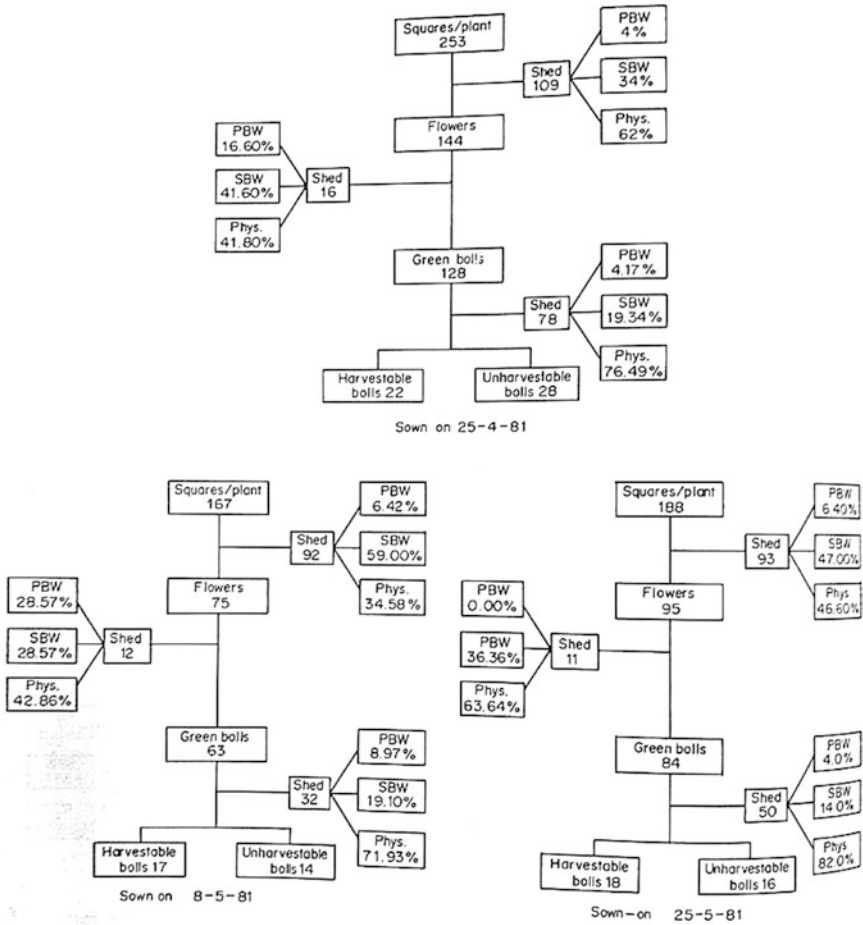 Squares/plant
253
PBW
4%
Shed
109
SBW
34%
Phys.
62%
Flowers
144
PBW
16.60%
SBW
41.60%
Phys.
41.80%
Shed
16
Green bolls
128
PBW
4.17%
Shed
78
SBW
19.34%
Phys.
76.49%
Harvestable
bolls 22
Unharvestable
bolls 28
Sown on 25-4-81
Squares/plant
167
PBW
6.42%
Shed
92
SBW
59.00%
Phys.
34.58%
Flowers
75
PBW
28.57%
SBW
28.57%
Phys.
42.86%
Shed
12
Green bolls
63
PBW
8.97%
Shed
32
SBW
19.10%
Phys.
71.93%
Harvestable
bolls 17
Unharvestable
bolls 14
Sown on 8-5-81
Squares/plant
188
PBW
6.40%
Shed
93
SBW
47.00%
Phys
46.60%
Flowers
95
PBW
0.00%
PBW
36.36%
Phys.
63.64%
Shed
11
Green bolls
84
PBW
4.0%
Shed
50
SBW
14.0%
Phys
82.0%
Harvestable
bolls 18
Unharvestable
bolls 16
Sown-on 25-5-81